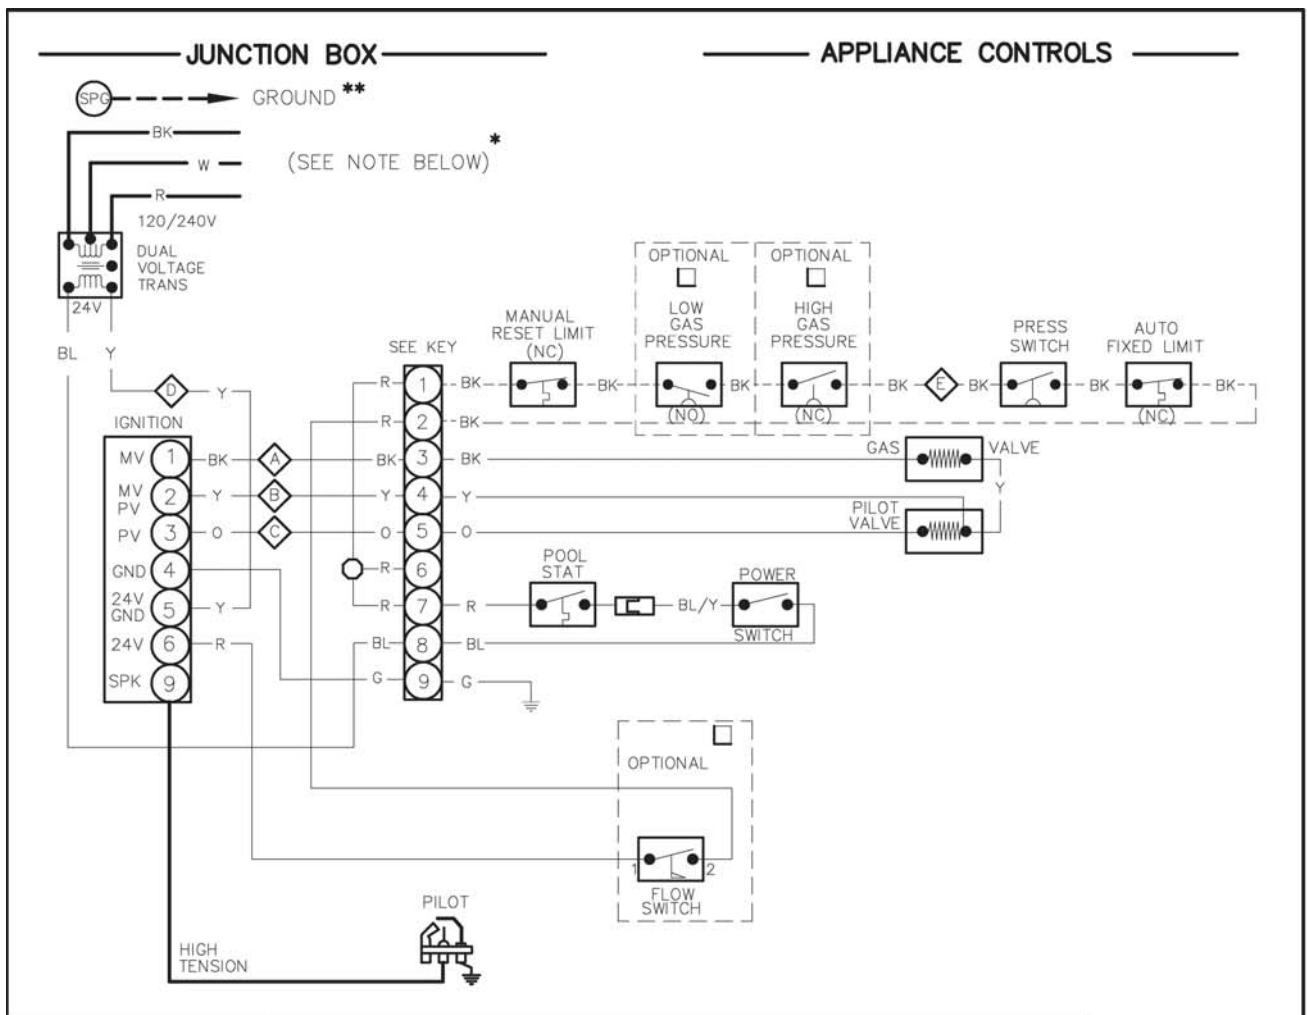 JUNCTION BOX
APPLIANCE CONTROLS
SPG
GROUND **
BK
W
(SEE NOTE BELOW) *
R
120/240V
DUAL
VOLTAGE
TRANS
24V
BL Y
D
Y
OPTIONAL
LOW
GAS
PRESSURE
(NO)
OPTIONAL
HIGH
GAS
PRESSURE
(NC)
MANUAL
RESET LIMIT
(NC)
PRESS
SWITCH
AUTO
FIXED LIMIT
(NC)
SEE KEY
R 1 BK
BK
BK
BK
E
BK
BK
BK
R 2 BK
IGNITION
MV 1 BK A BK 3 BK
GAS VALVE
MV
PV 2 Y B Y 4 Y
Y
PV 3 O C O 5 O
PILOT
VALVE
GND 4
R 6
24V
GND 5 Y
R 7 R
POOL
STAT
BL/Y
POWER
SWITCH
24V 6 R
BL 8 BL
SPK 9
G 9 G
OPTIONAL
1 2
FLOW
SWITCH
PILOT
HIGH
TENSION